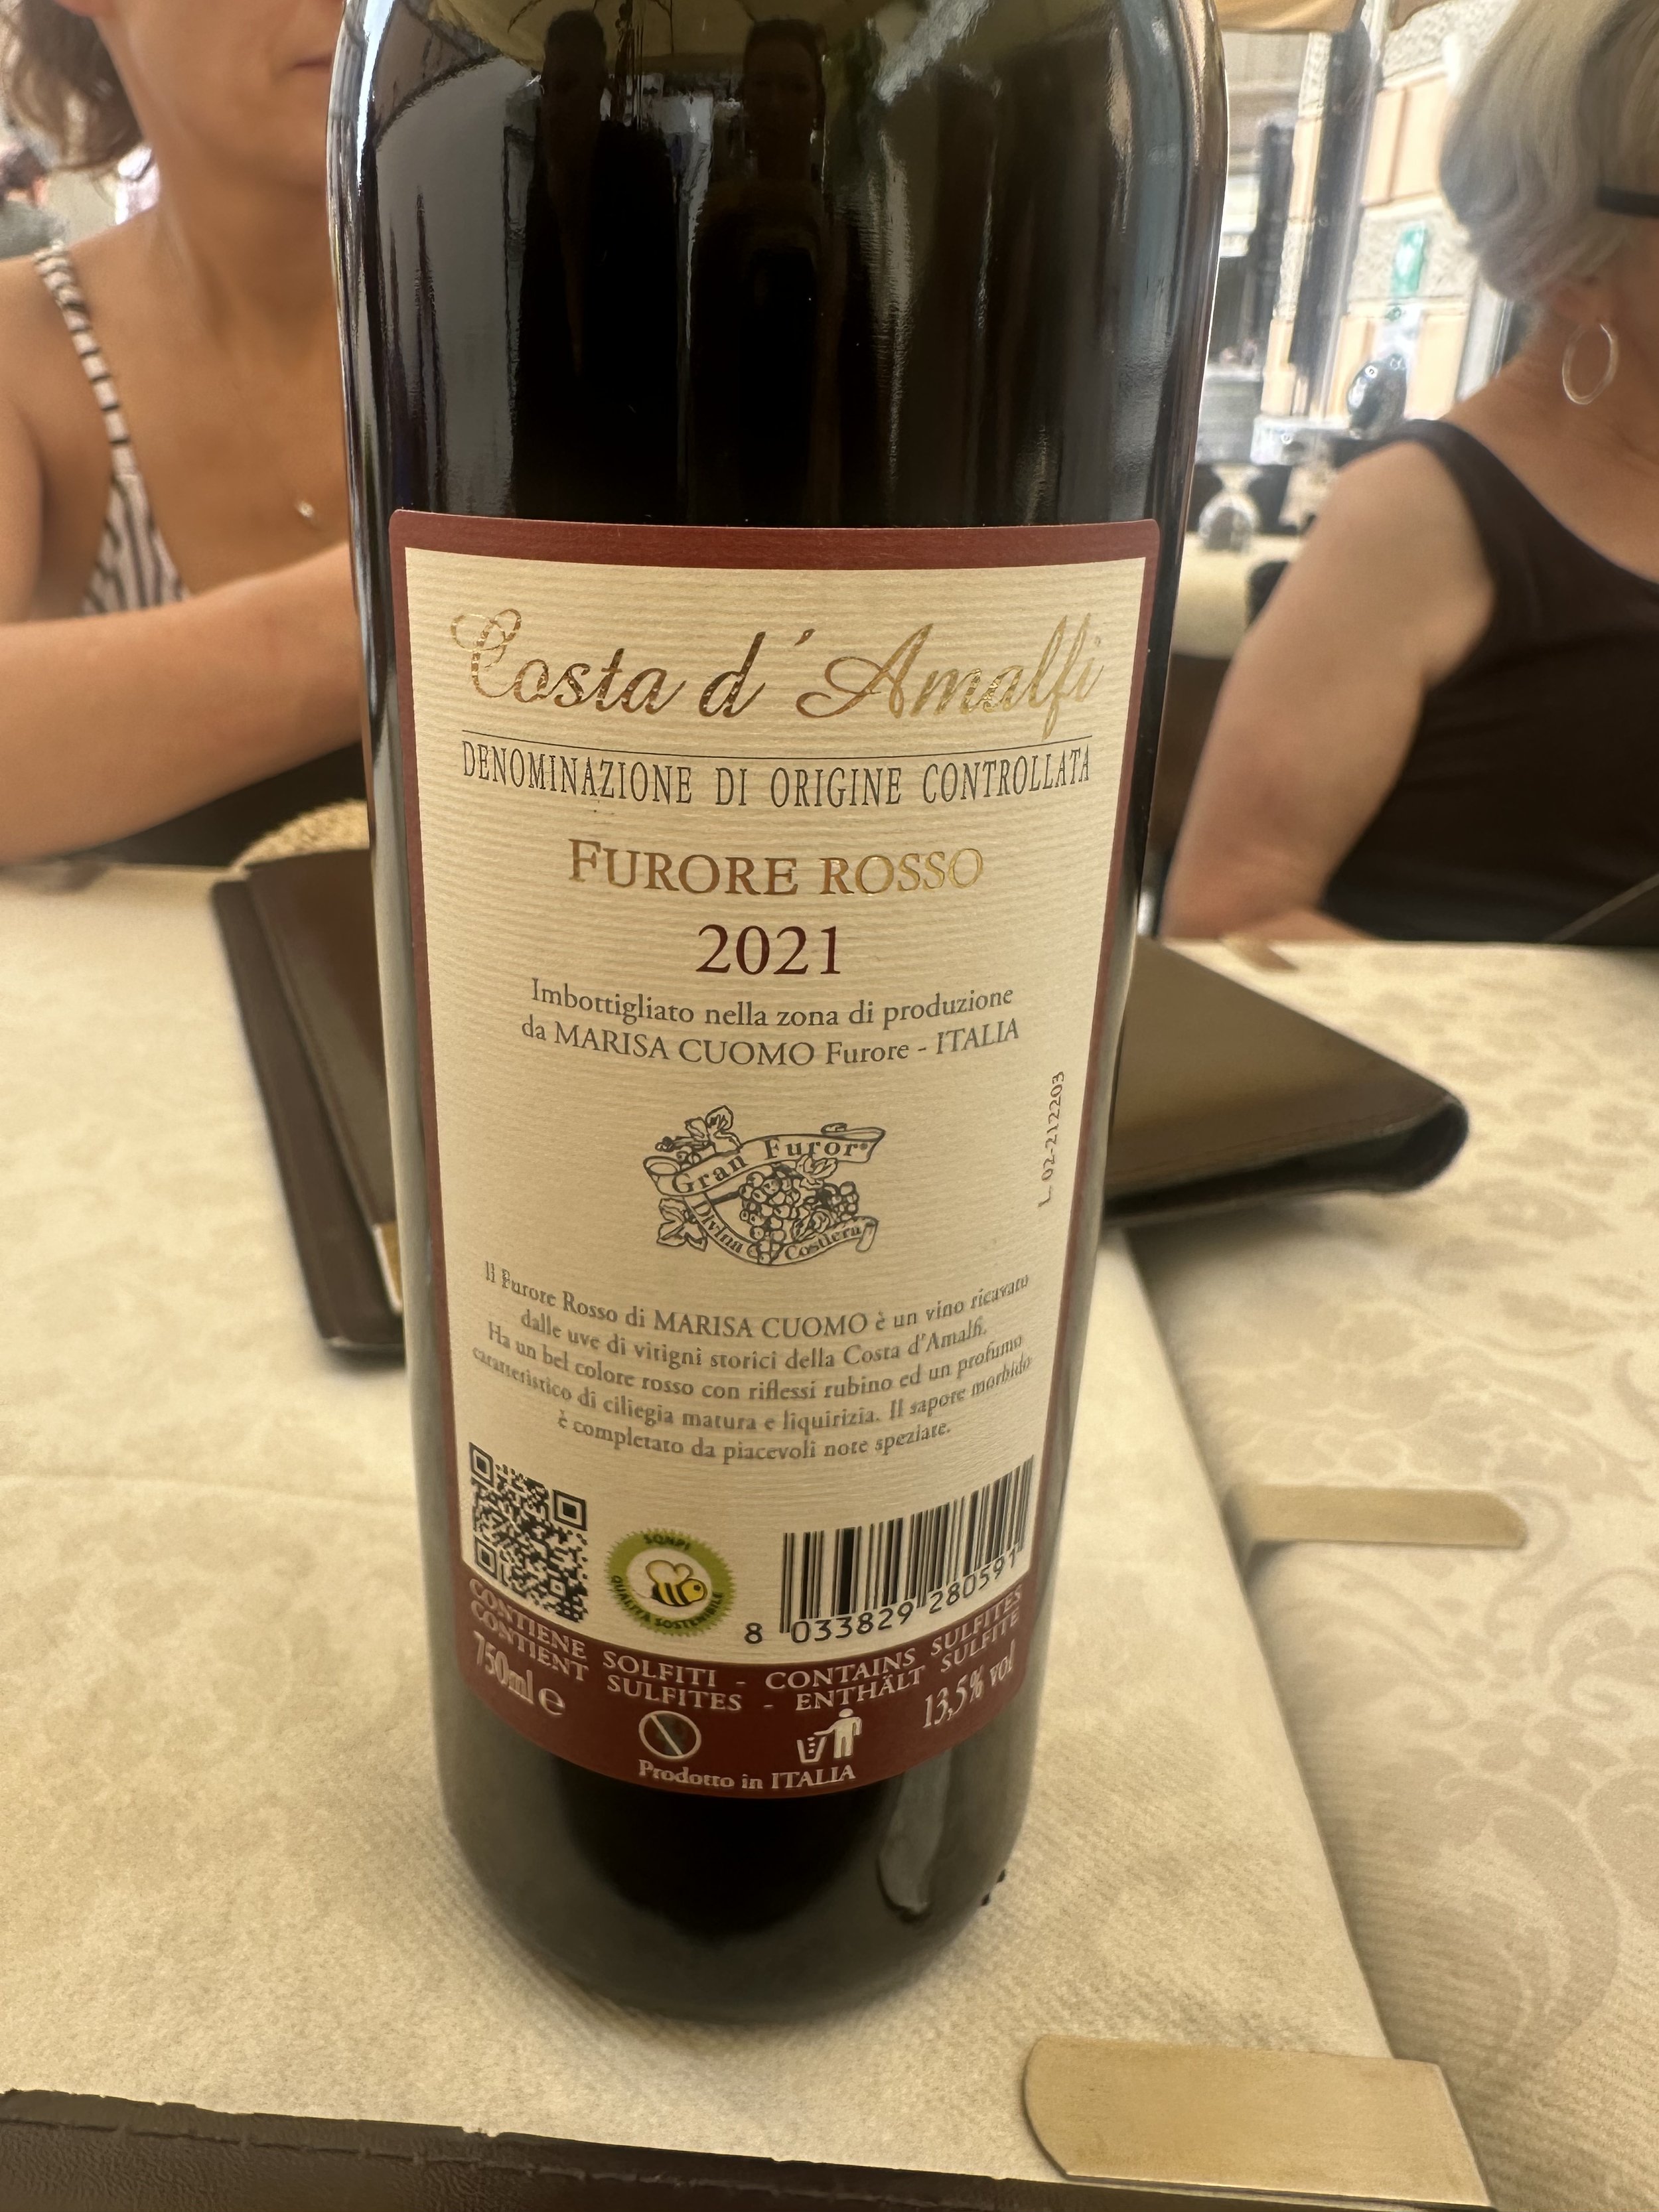 Costa d'Amalfi
DENOMINAZIONE DI ORIGINE CONTROLLATA
FURORE ROSSO
2021
Imbottigliato nella zona di produzione
da MARISA CUOMO Furore - ITALIA
L. 02-212203
Gran Furor®
Divina Costiera
Il Furore Rosso di MARISA CUOMO è un vino ricavato
dalle uve di vitigni storici della Costa d'Amalfi.
Ha un bel colore rosso con riflessi rubino ed un profumo
caratteristico di ciliegia matura e liquirizia. Il sapore morbido
è completato da piacevoli note speziate.
SQNPI
QUALITÀ SOSTENIBILE
8 033829 280591
CONTIENE SOLFITI - CONTAINS SULFITES
CONTIENT SULFITES - ENTHÄLT SULFITE
750ml e
13,5% vol
Prodotto in ITALIA